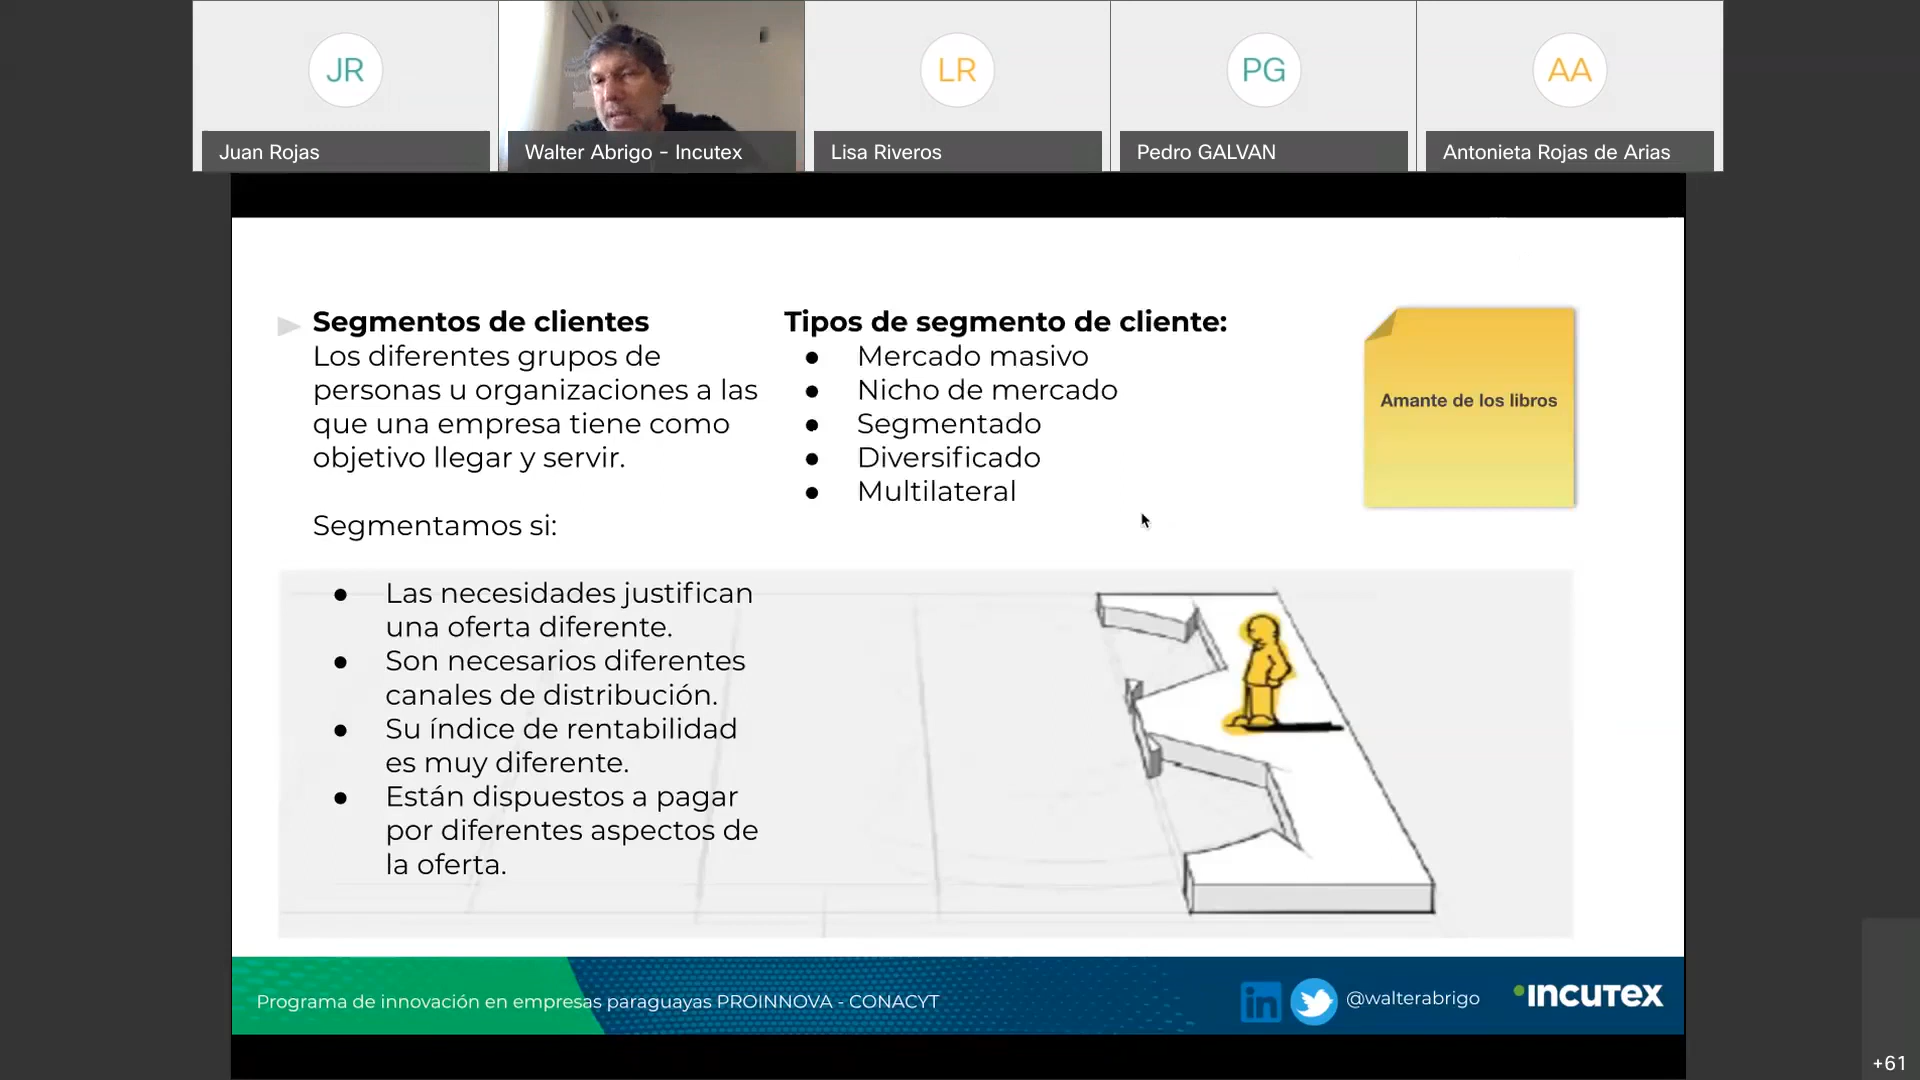 JR
LR
PG
AA
Juan Rojas
Walter Abrigo - Incutex
Lisa Riveros
Pedro GALVAN
Antonieta Rojas de Arias
Segmentos de clientes
Los diferentes grupos de
personas u organizaciones a las
que una empresa tiene como
objetivo llegar y servir.
Segmentamos si:
● Las necesidades justifican
una oferta diferente.
● Son necesarios diferentes
canales de distribución.
● Su índice de rentabilidad
es muy diferente.
● Están dispuestos a pagar
por diferentes aspectos de
la oferta.
Tipos de segmento de cliente:
● Mercado masivo
● Nicho de mercado
● Segmentado
● Diversificado
● Multilateral
Amante de los libros
Programa de innovación en empresas paraguayas PROINNOVA - CONACYT
in
@walterabrigo
INCUTEX
+61